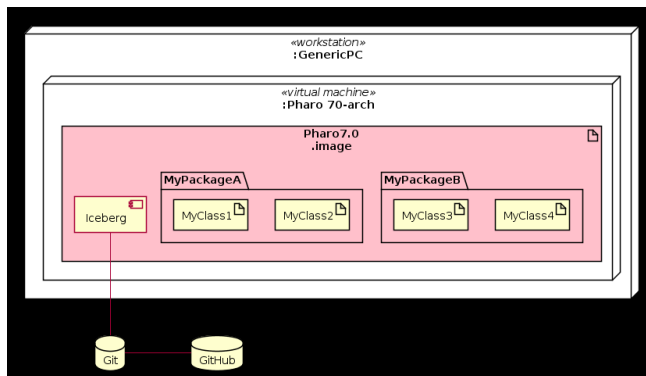 «workstation»
:GenericPC
«virtual machine»
:Pharo 70-arch
Pharo7.0
.image
MyPackageA
MyPackageB
Iceberg
MyClass1
MyClass2
MyClass3
MyClass4
Git
GitHub